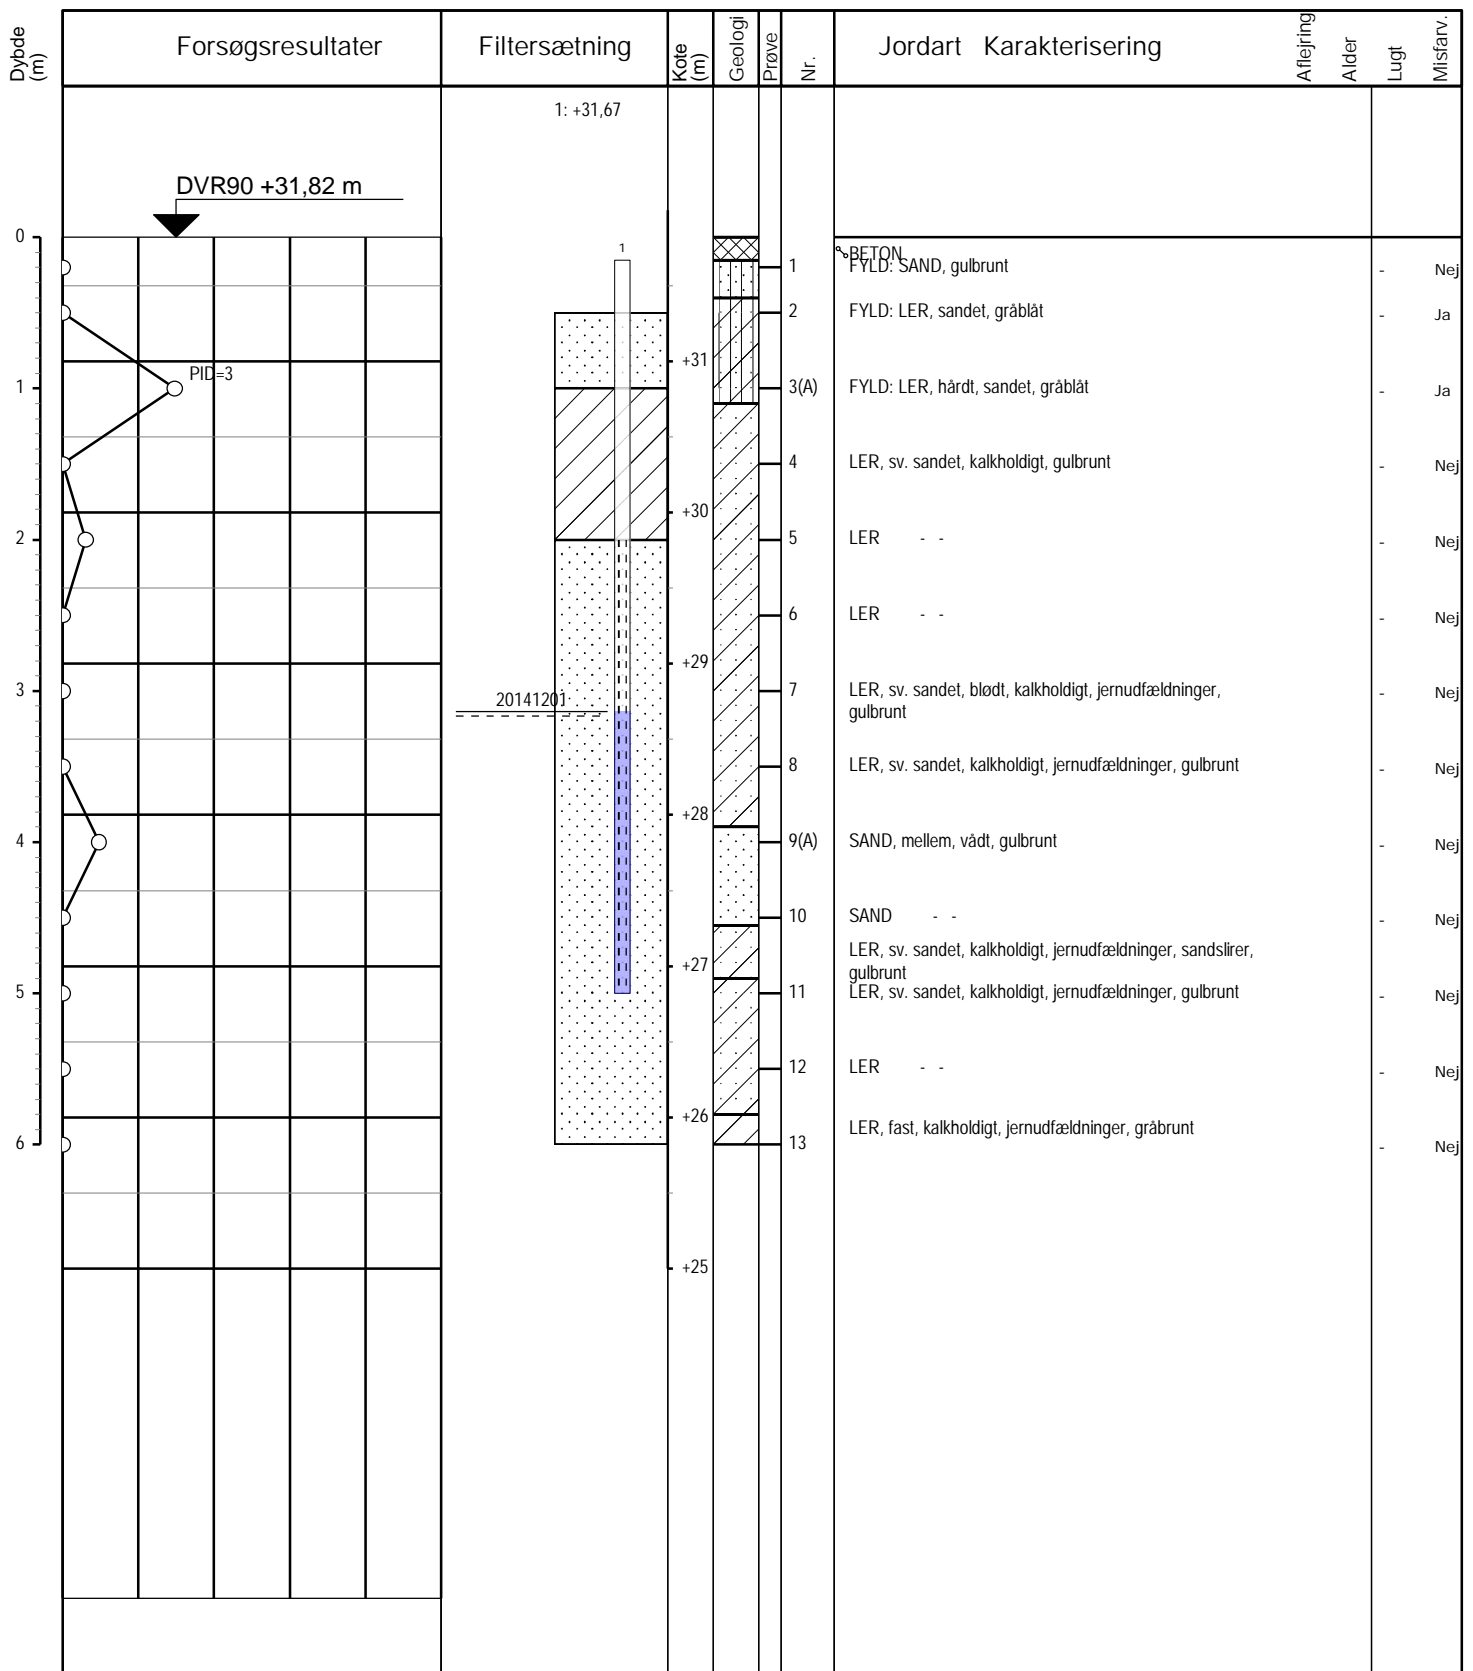 Dybde (m) Forsøgsresultater Filtersætning Kote (m) Geologi Prøve Nr. Jordart Karakterisering Aflejring Alder Lugt Misfarv.
1: +31,67
DVR90 +31,82 m
0
1
BETON
1 FYLD: SAND, gulbrunt - Nej
2 FYLD: LER, sandet, gråblåt - Ja
+31
PID=3
1 3(A) FYLD: LER, hårdt, sandet, gråblåt - Ja
4 LER, sv. sandet, kalkholdigt, gulbrunt - Nej
+30
2 5 LER - - - Nej
6 LER - - - Nej
+29
3 7 LER, sv. sandet, blødt, kalkholdigt, jernudfældninger, - Nej
gulbrunt
20141201
8 LER, sv. sandet, kalkholdigt, jernudfældninger, gulbrunt - Nej
+28
4 9(A) SAND, mellem, vådt, gulbrunt - Nej
10 SAND - - - Nej
LER, sv. sandet, kalkholdigt, jernudfældninger, sandslirer,
+27
gulbrunt
5 11 LER, sv. sandet, kalkholdigt, jernudfældninger, gulbrunt - Nej
12 LER - - - Nej
+26
LER, fast, kalkholdigt, jernudfældninger, gråbrunt
6 13 - Nej
+25